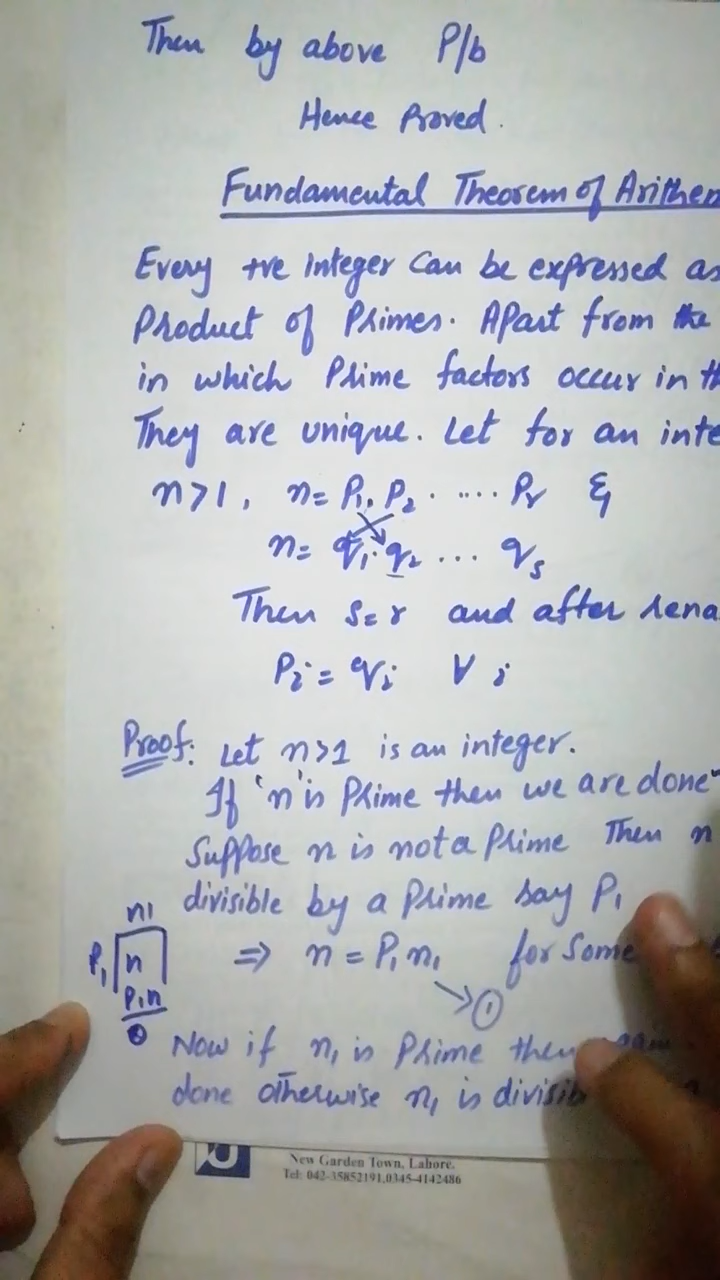 Then by above P/b
Hence Proved.
Fundamental Theorem of Arithem
Every +ve integer Can be expressed as
Product of Primes. Apart from the
in which Prime factors occur in th
They are unique. Let for an inte
n>1, n= P1. P2 . .... Pr &
n= q1. q2 ... qs
Then s=r and after rena
Pi = qi ∀ i
Proof: Let n>1 is an integer.
If 'n' is Prime then we are done
Suppose n is not a Prime Then n
divisible by a Prime say P1
n1
P1 n
P1n
0
⇒ n = P1 n1 for some
①
Now if n1 is Prime then
done otherwise n1 is divisib
New Garden Town, Lahore.
Tel: 042-35852191,0345-4142486